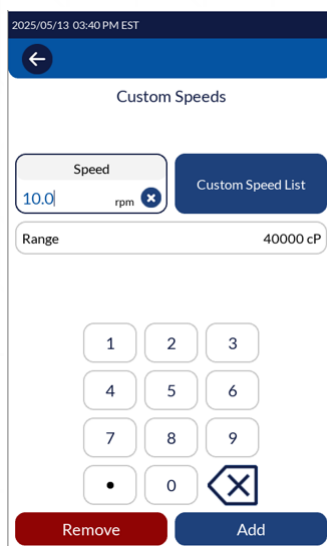 2025/05/13 03:40 PM EST
Custom Speeds
Speed
10.0 rpm
Custom Speed List
Range 40000 cP
1 2 3
4 5 6
7 8 9
• 0
Remove Add